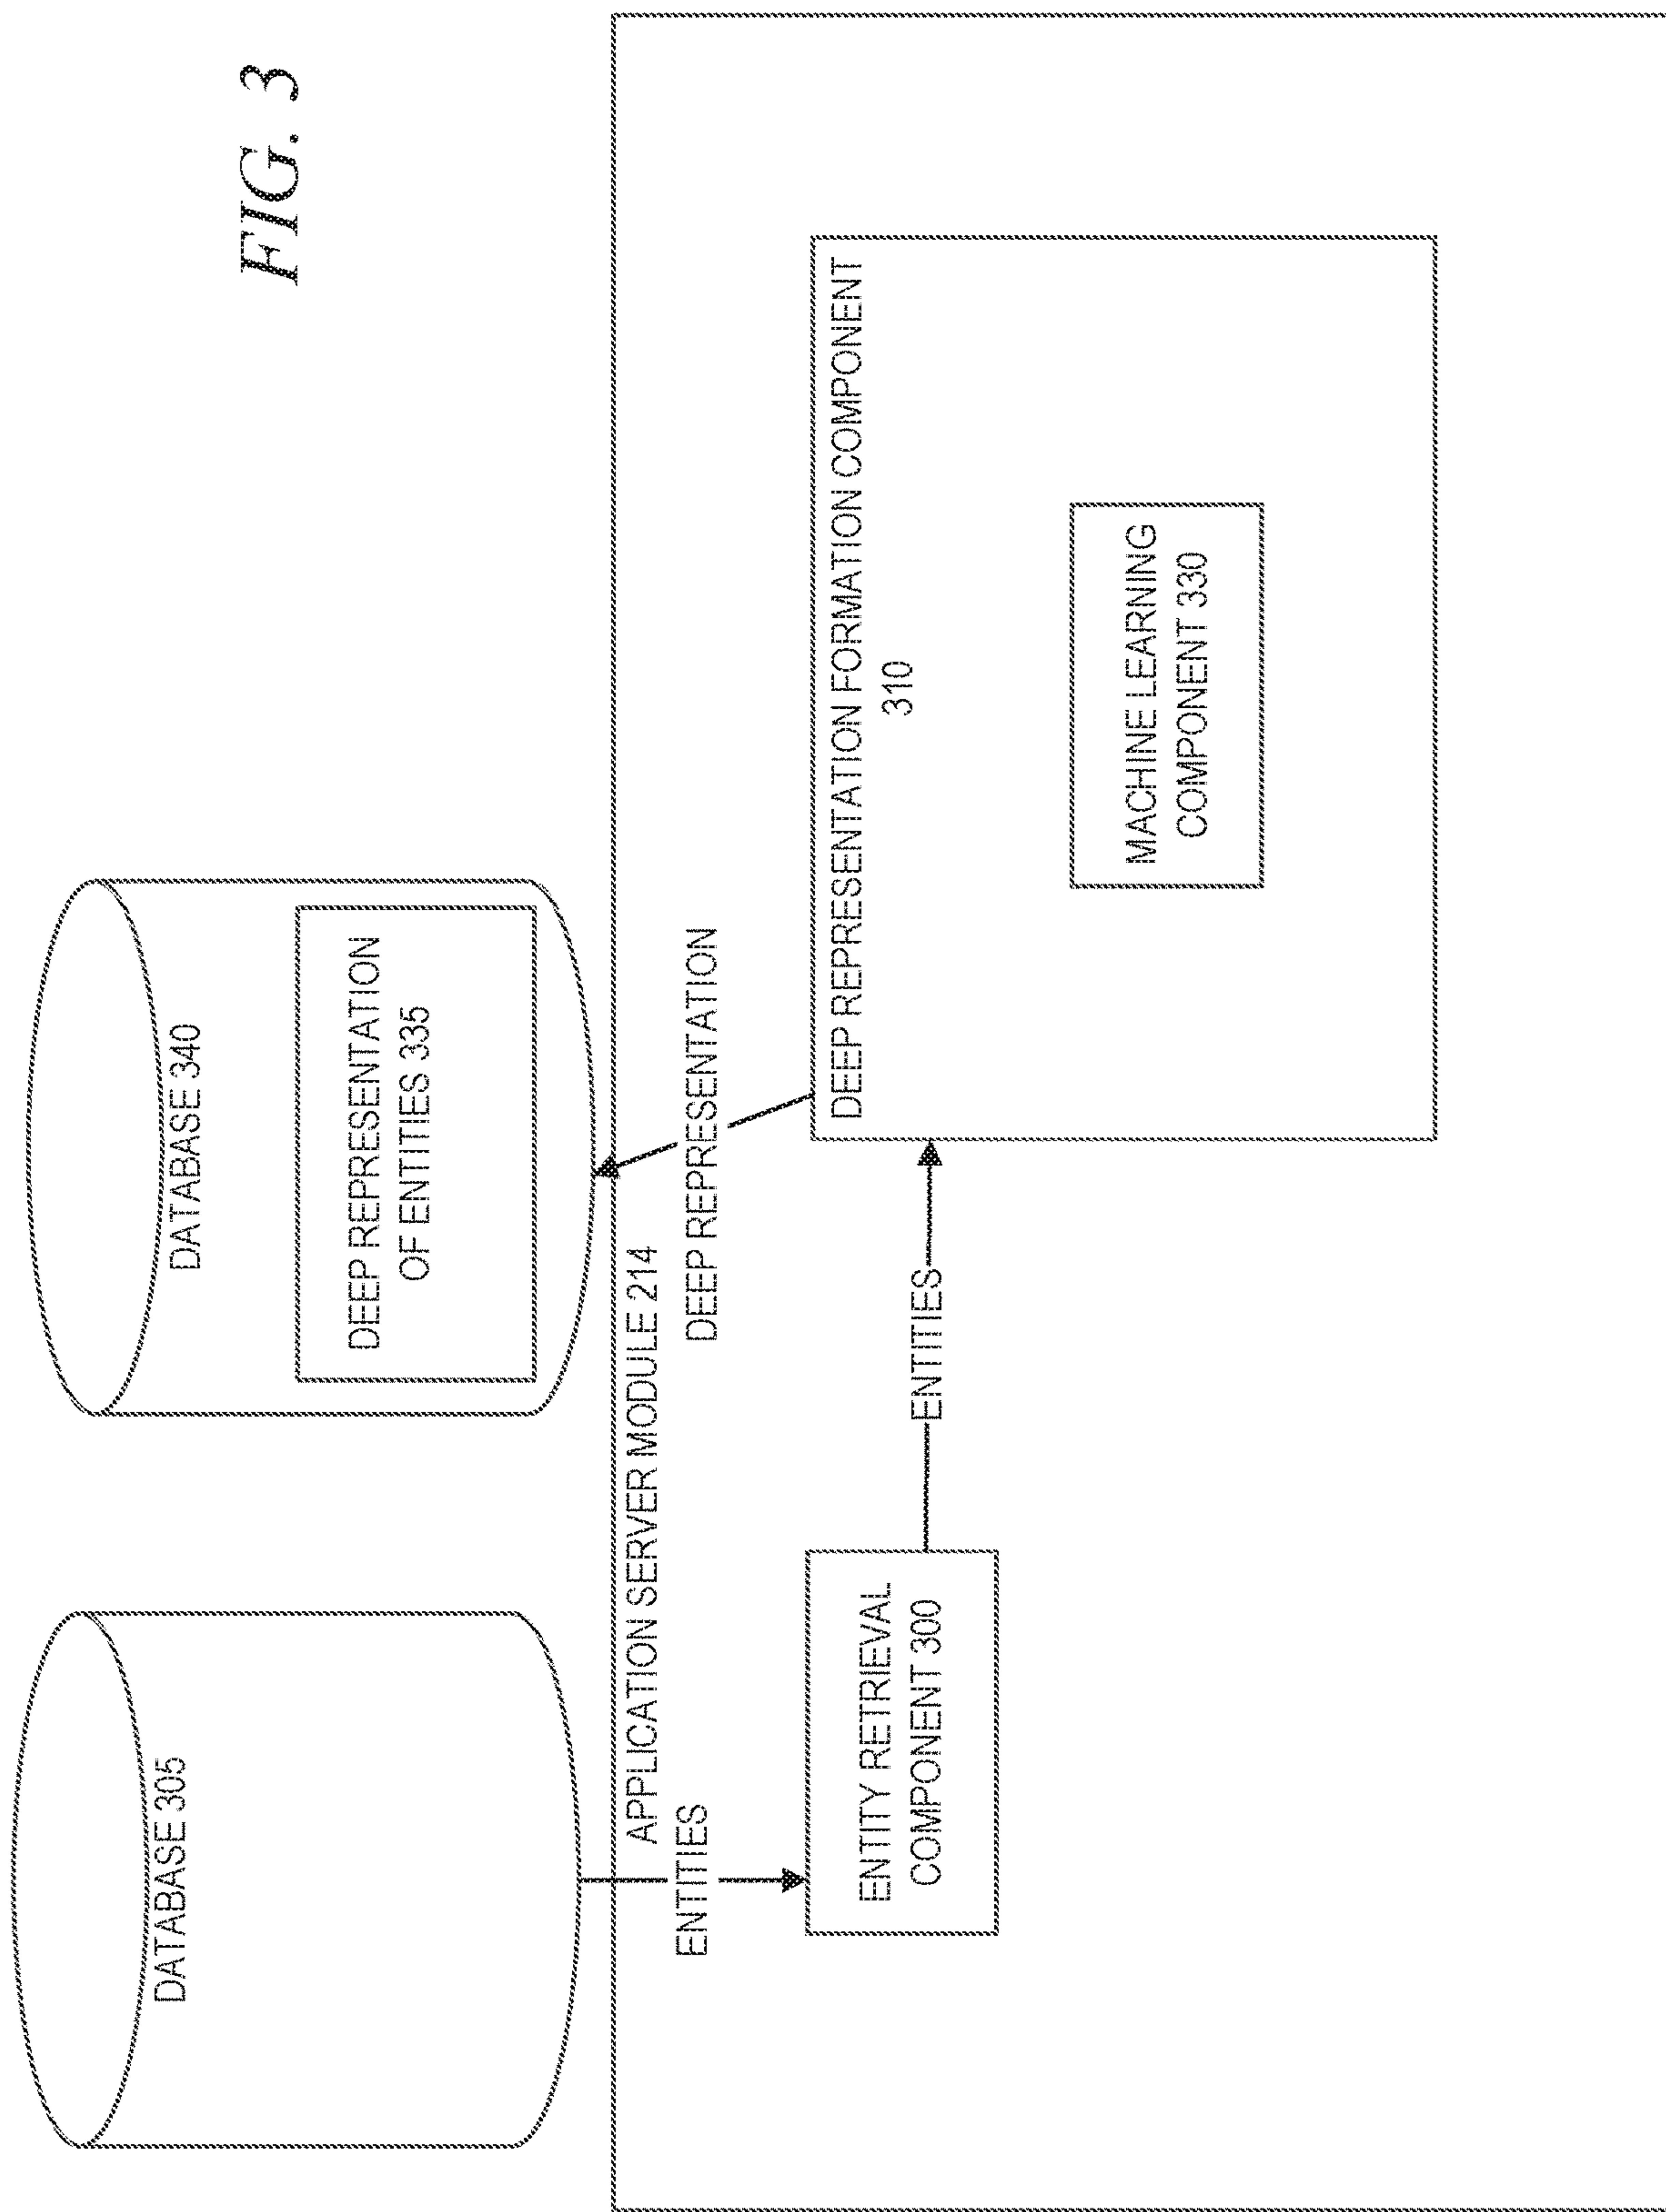 FIG. 3
DATABASE 305
DATABASE 340
DEEP REPRESENTATION
OF ENTITIES 335
APPLICATION SERVER MODULE 214
ENTITIES
DEEP REPRESENTATION
ENTITY RETRIEVAL
COMPONENT 300
ENTITIES
DEEP REPRESENTATION FORMATION COMPONENT
310
MACHINE LEARNING
COMPONENT 330